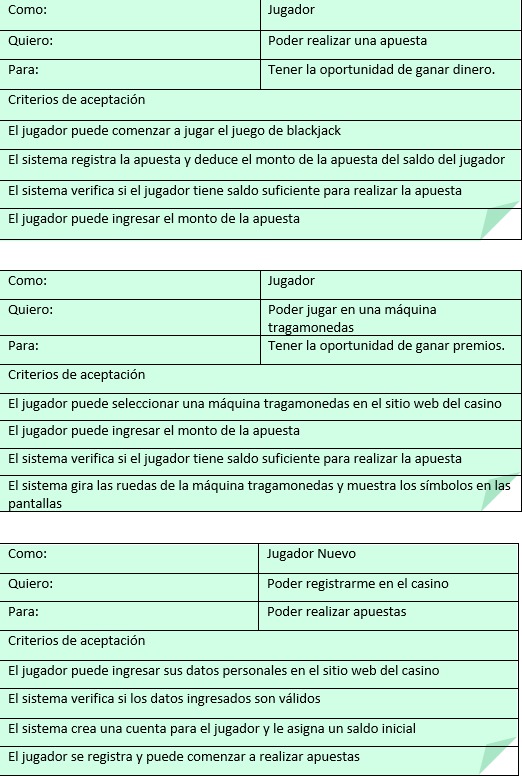 Como: Jugador
Quiero: Poder realizar una apuesta
Para: Tener la oportunidad de ganar dinero.
Criterios de aceptación
El jugador puede comenzar a jugar el juego de blackjack
El sistema registra la apuesta y deduce el monto de la apuesta del saldo del jugador
El sistema verifica si el jugador tiene saldo suficiente para realizar la apuesta
El jugador puede ingresar el monto de la apuesta
Como: Jugador
Quiero: Poder jugar en una máquina
tragamonedas
Para: Tener la oportunidad de ganar premios.
Criterios de aceptación
El jugador puede seleccionar una máquina tragamonedas en el sitio web del casino
El jugador puede ingresar el monto de la apuesta
El sistema verifica si el jugador tiene saldo suficiente para realizar la apuesta
El sistema gira las ruedas de la máquina tragamonedas y muestra los símbolos en las
pantallas
Como: Jugador Nuevo
Quiero: Poder registrarme en el casino
Para: Poder realizar apuestas
Criterios de aceptación
El jugador puede ingresar sus datos personales en el sitio web del casino
El sistema verifica si los datos ingresados son válidos
El sistema crea una cuenta para el jugador y le asigna un saldo inicial
El jugador se registra y puede comenzar a realizar apuestas